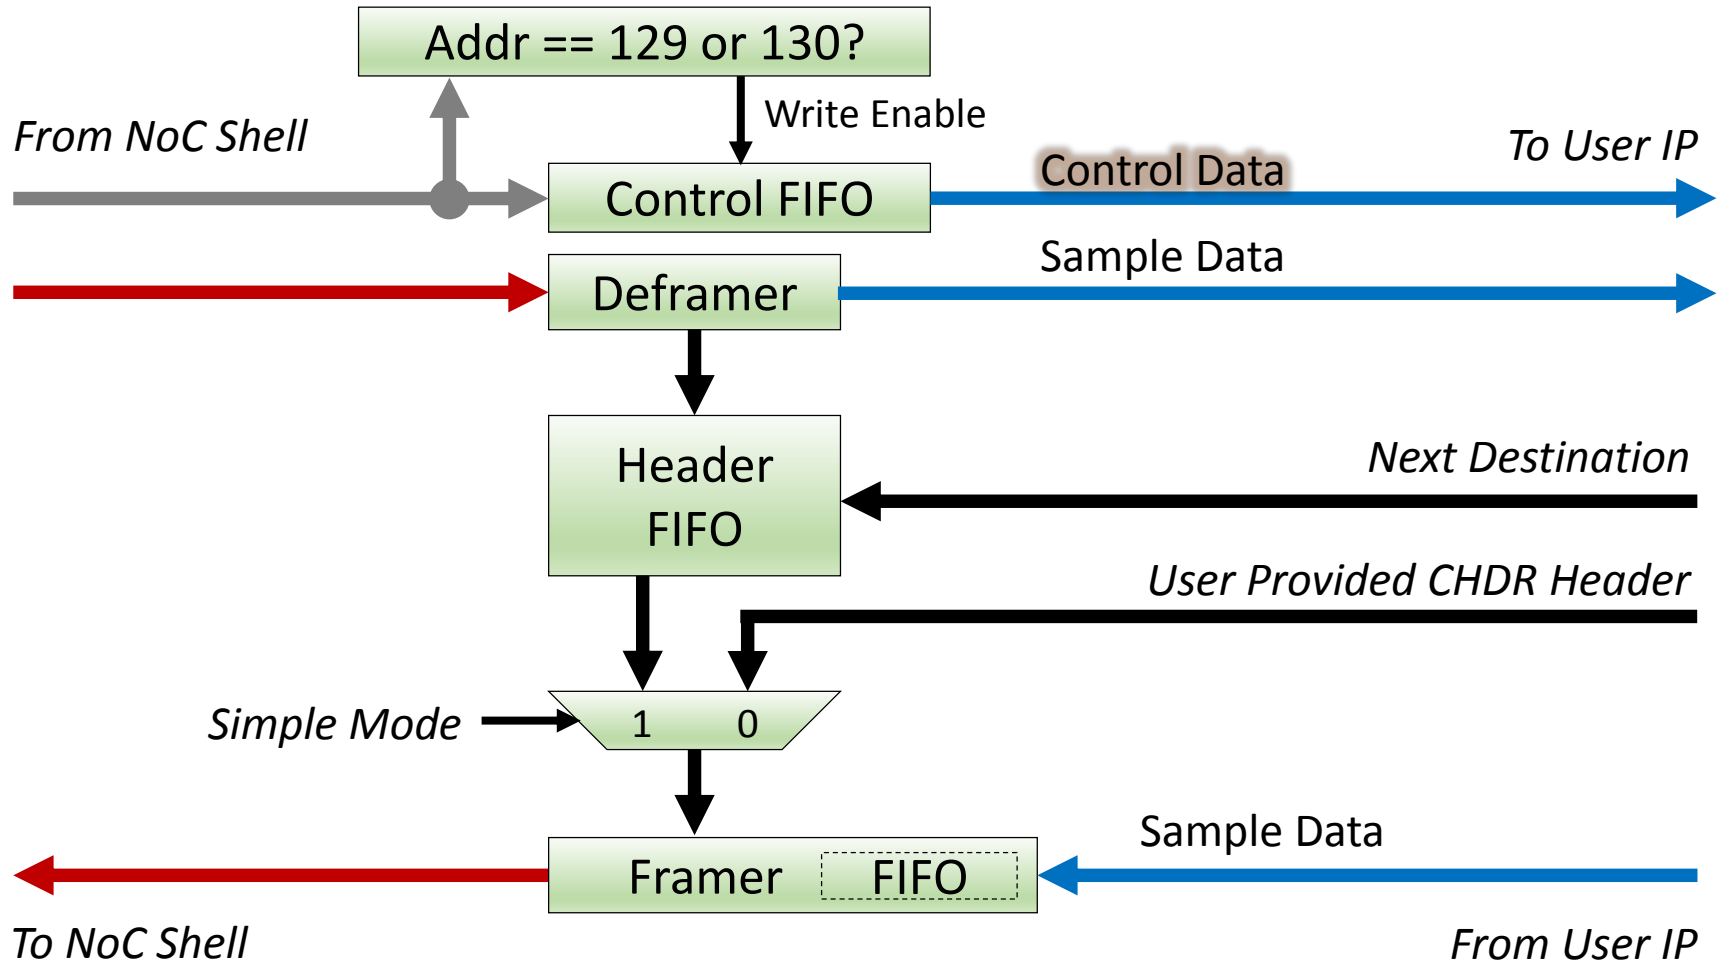 Addr == 129 or 130?
Write Enable
From NoC Shell
To User IP
Control Data
Control FIFO
Sample Data
Deframer
Header
FIFO
Next Destination
User Provided CHDR Header
Simple Mode
1
0
Sample Data
Framer
FIFO
To NoC Shell
From User IP